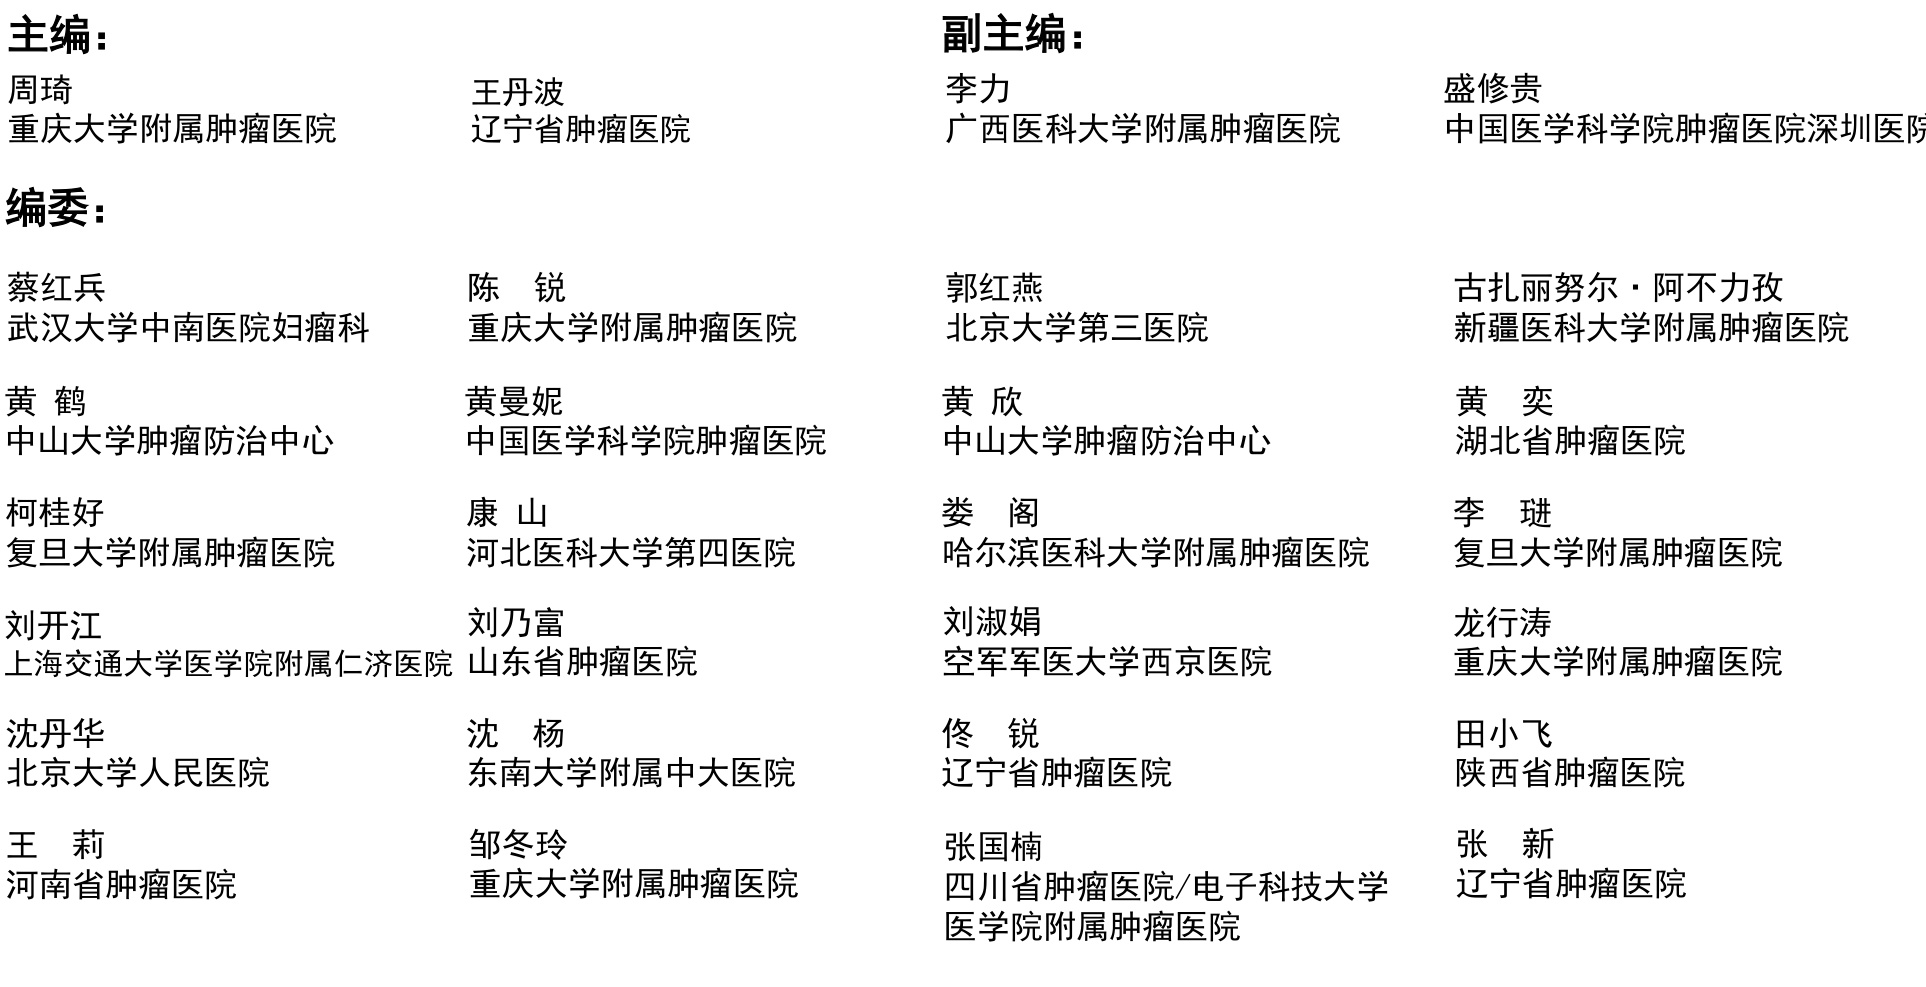 主编：
副主编：
周琦
王丹波
李力
盛修贵
重庆大学附属肿瘤医院
辽宁省肿瘤医院
广西医科大学附属肿瘤医院
中国医学科学院肿瘤医院深圳医院
编委：
蔡红兵
陈　锐
郭红燕
古扎丽努尔·阿不力孜
武汉大学中南医院妇瘤科
重庆大学附属肿瘤医院
北京大学第三医院
新疆医科大学附属肿瘤医院
黄 鹤
黄曼妮
黄 欣
黄　奕
中山大学肿瘤防治中心
中国医学科学院肿瘤医院
中山大学肿瘤防治中心
湖北省肿瘤医院
柯桂好
康 山
娄　阁
李　琎
复旦大学附属肿瘤医院
河北医科大学第四医院
哈尔滨医科大学附属肿瘤医院
复旦大学附属肿瘤医院
刘开江
刘乃富
刘淑娟
龙行涛
上海交通大学医学院附属仁济医院
山东省肿瘤医院
空军军医大学西京医院
重庆大学附属肿瘤医院
沈丹华
沈　杨
佟　锐
田小飞
北京大学人民医院
东南大学附属中大医院
辽宁省肿瘤医院
陕西省肿瘤医院
王　莉
邹冬玲
张国楠
张　新
河南省肿瘤医院
重庆大学附属肿瘤医院
四川省肿瘤医院/电子科技大学
医学院附属肿瘤医院
辽宁省肿瘤医院